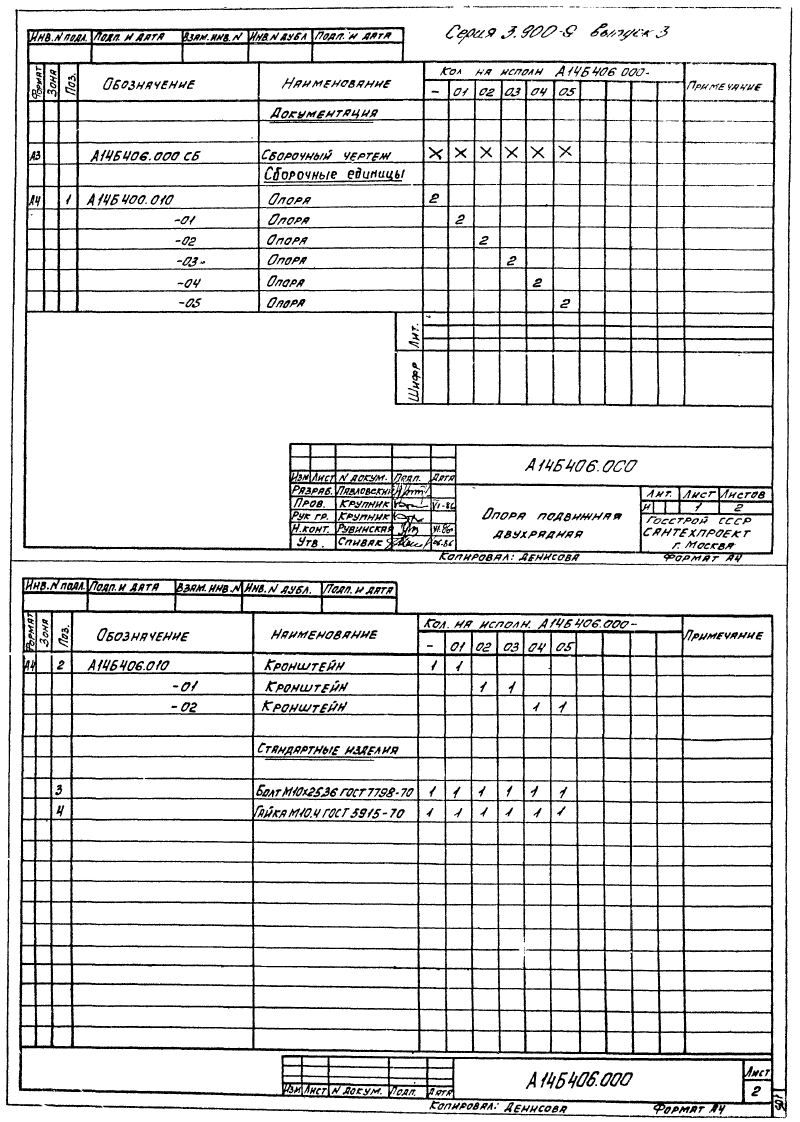 Серия 3.900-9 выпуск 3
Инв. N подл. Подп. и дата Взам. инв. N Инв. N дубл Подп. и дата
Формат Зона Поз. Обозначение Наименование Кол на исполн А14Б406 000- Примечание
- 01 02 03 04 05
Документация
А3 А14Б406.000 СБ Сборочный чертеж X X X X X X
Сборочные единицы
А4 1 А14Б400.010 Опора 2
-01 Опора 2
-02 Опора 2
-03 Опора 2
-04 Опора 2
-05 Опора 2
Лит.
Шифр
А14Б406.000
Изм Лист N докум. Подп. Дата
Разраб. Павловский
Пров. Крупник VI-86
Рук гр. Крупник
Н.конт. Рувинская VI.86
Утв. Спивак 06.86
Опора подвижная
двухрядная
Лит. Лист Листов
И 1 2
Госстрой СССР
Сантехпроект
г. Москва
Копировал: Денисова Формат А4
Инв. N подл. Подп. и дата Взам. инв. N Инв. N дубл. Подп. и дата
Формат Зона Поз. Обозначение Наименование Кол. на исполн. А14Б406.000- Примечание
- 01 02 03 04 05
А4 2 А14Б406.010 Кронштейн 1 1
-01 Кронштейн 1 1
-02 Кронштейн 1 1
Стандартные изделия
3 Болт М10х25.36 ГОСТ 7798-70 1 1 1 1 1 1
4 Гайка М10.4 ГОСТ 5915-70 1 1 1 1 1 1
Изм Лист N докум. Подп. Дата
А14Б406.000
Лист
2
Копировал: Денисова Формат А4